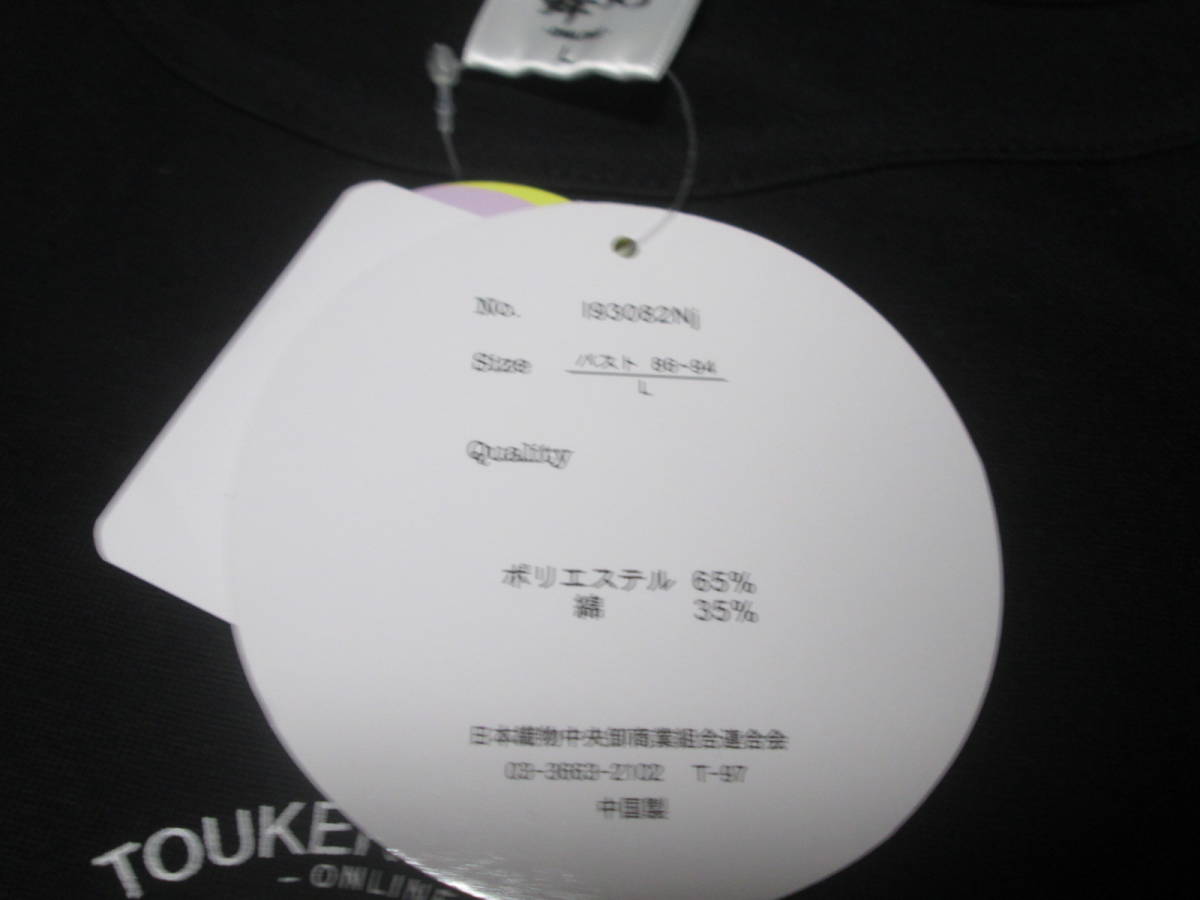 L
No. 193082Nj
Size バスト 86-94
L
Quality
ポリエステル 65%
綿 35%
日本織物中央卸商業組合連合会
03-3663-2102 T-97
中国製
TOUKEN
- ONLINE